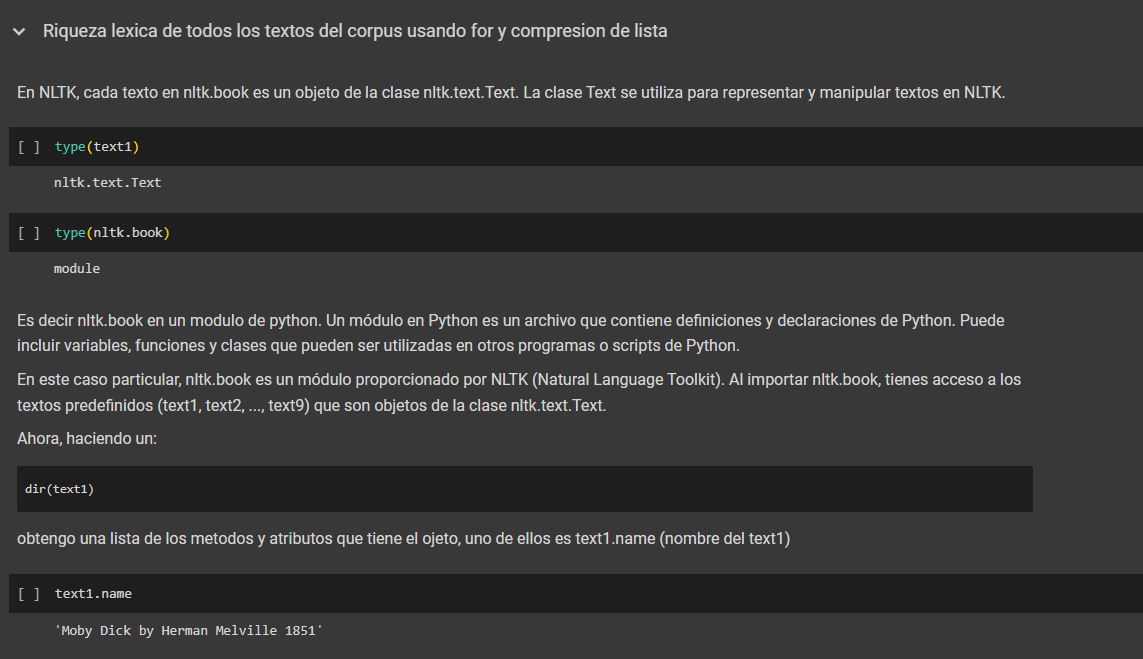 Riqueza lexica de todos los textos del corpus usando for y compresion de lista
En NLTK, cada texto en nltk.book es un objeto de la clase nltk.text.Text. La clase Text se utiliza para representar y manipular textos en NLTK.
[ ] type(text1)
nltk.text.Text
[ ] type(nltk.book)
module
Es decir nltk.book en un modulo de python. Un módulo en Python es un archivo que contiene definiciones y declaraciones de Python. Puede
incluir variables, funciones y clases que pueden ser utilizadas en otros programas o scripts de Python.
En este caso particular, nltk.book es un módulo proporcionado por NLTK (Natural Language Toolkit). Al importar nltk.book, tienes acceso a los
textos predefinidos (text1, text2, ..., text9) que son objetos de la clase nltk.text.Text.
Ahora, haciendo un:
dir(text1)
obtengo una lista de los metodos y atributos que tiene el ojeto, uno de ellos es text1.name (nombre del text1)
[ ] text1.name
'Moby Dick by Herman Melville 1851'